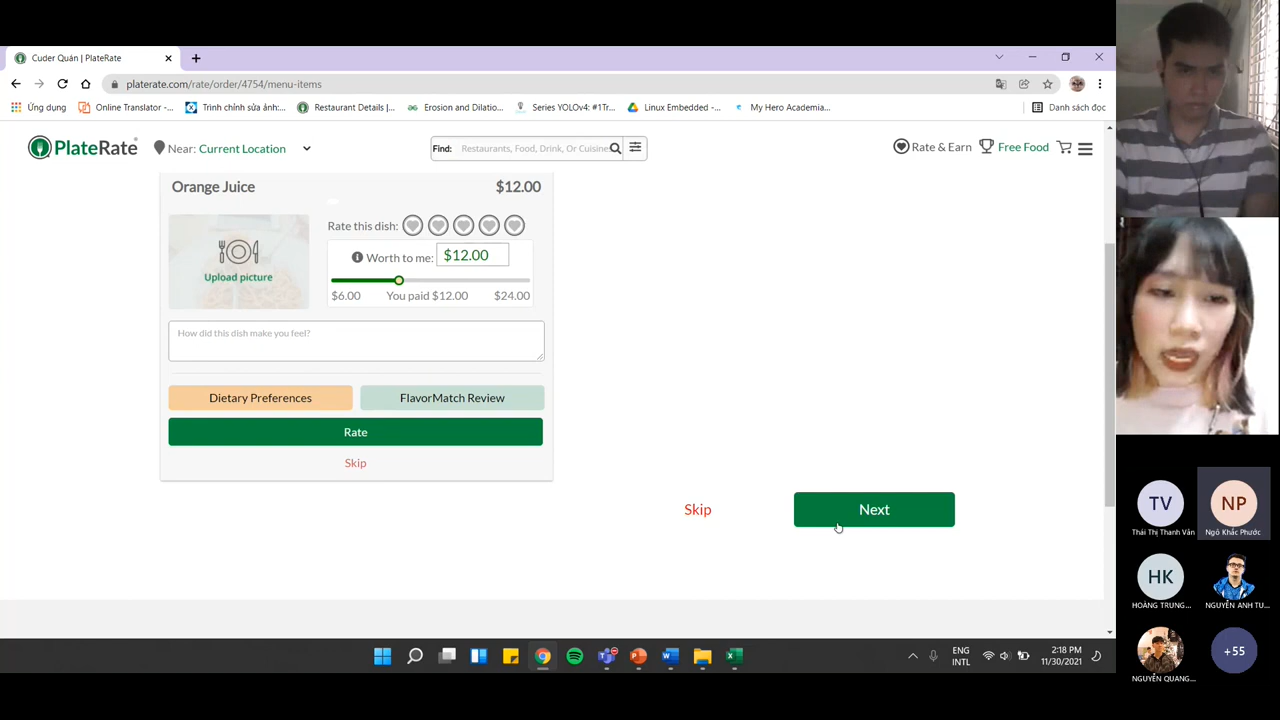 Cuder Quán | PlateRate
platerate.com/rate/order/4754/menu-items
Ứng dụng
Online Translator -...
Trình chỉnh sửa ảnh:...
Restaurant Details |...
Erosion and Dilatio...
Series YOLOv4: #1Tr...
Linux Embedded -...
My Hero Academia...
Danh sách đọc
PlateRate
Near: Current Location
Find: Restaurants, Food, Drink, Or Cuisine
Rate & Earn
Free Food
Orange Juice $12.00
Upload picture
Rate this dish:
Worth to me: $12.00
$6.00 You paid $12.00 $24.00
How did this dish make you feel?
Dietary Preferences
FlavorMatch Review
Rate
Skip
Skip
Next
TV
Thái Thị Thanh Vân
NP
Ngô Khắc Phước
HK
HOÀNG TRUNG...
NGUYỄN ANH TU...
NGUYỄN QUANG...
+55
ENG
INTL
2:18 PM
11/30/2021